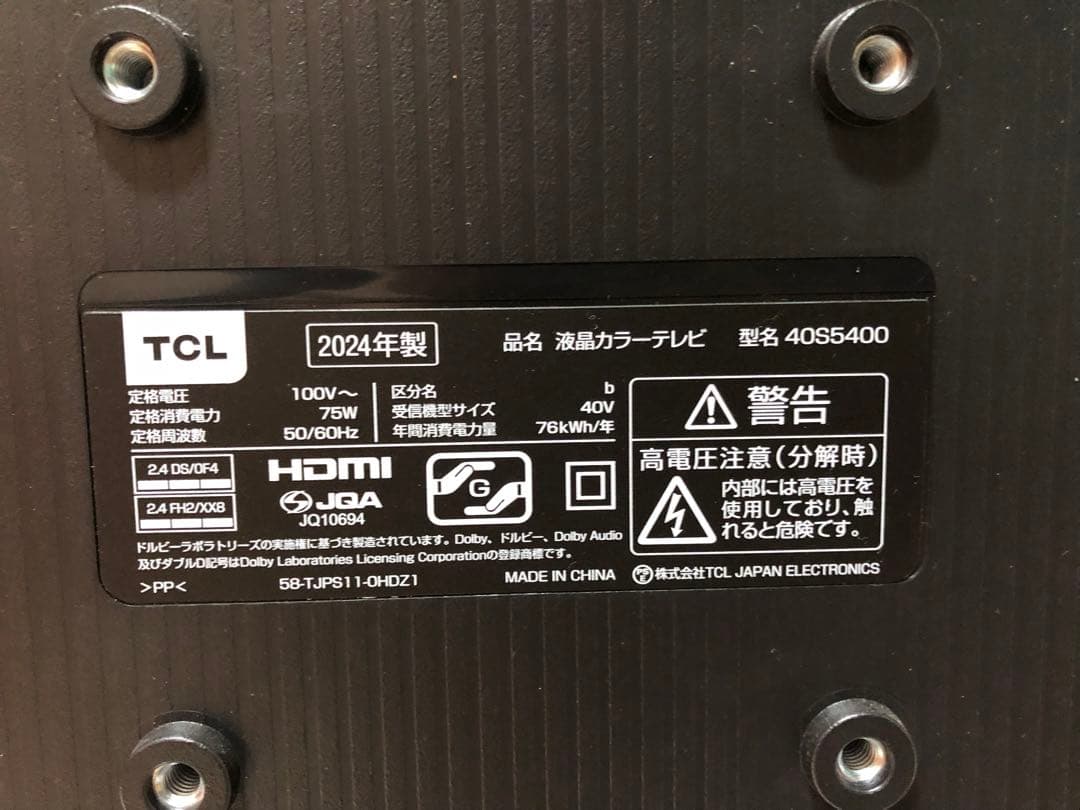 TCL
2024年製
品名 液晶カラーテレビ 型名 40S5400
定格電圧 100V～
定格消費電力 75W
定格周波数 50/60Hz
区分名 b
受信機型サイズ 40V
年間消費電力量 76kWh/年
警告
高電圧注意(分解時)
内部には高電圧を
使用しており、触
れると危険です。
2.4 DS/OF4
2.4 FH2/XX8
HDMI
JQA
JQ10694
G
ドルビーラボラトリーズの実施権に基づき製造されています。Dolby、ドルビー、Dolby Audio
及びダブルD記号はDolby Laboratories Licensing Corporationの登録商標です。
>PP<
58-TJPS11-0HDZ1
MADE IN CHINA
株式会社TCL JAPAN ELECTRONICS